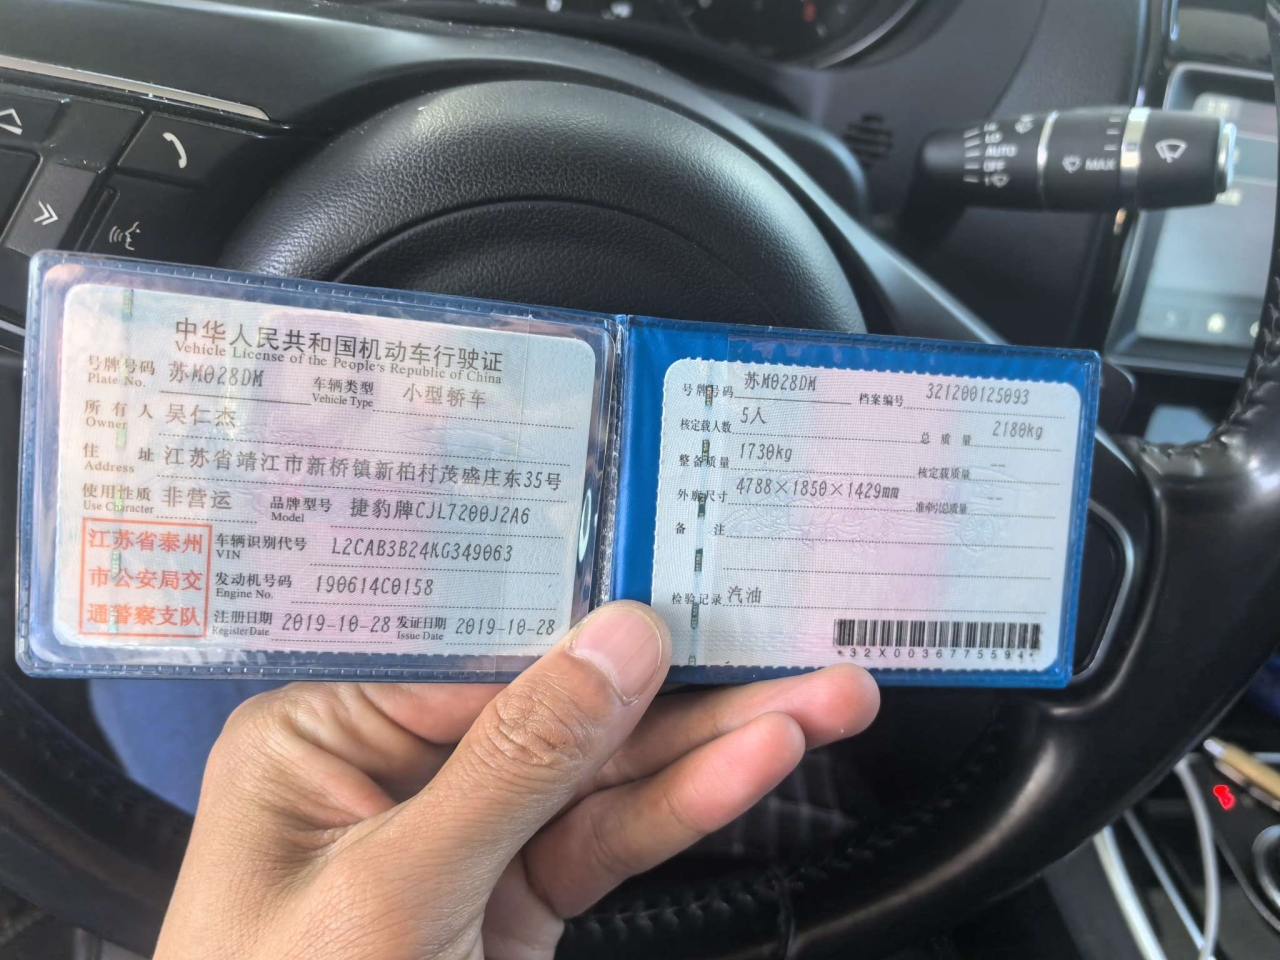 LO
AUTO
OFF
MAX
中华人民共和国机动车行驶证
Vehicle License of the People's Republic of China
号牌号码 苏M028DM 车辆类型 小型轿车
Plate No. Vehicle Type
所有人 吴仁杰
Owner
住址 江苏省靖江市新桥镇新柏村茂盛庄东35号
Address
使用性质 非营运 品牌型号 捷豹牌CJL7200J2A6
Use Character Model
江苏省泰州
市公安局交
通警察支队
车辆识别代号 L2CAB3B24KG349063
VIN
发动机号码 190614C0158
Engine No.
注册日期 2019-10-28 发证日期 2019-10-28
Register Date Issue Date
号牌号码 苏M028DM 档案编号 321200125093
核定载人数 5人 总质量 2180kg
整备质量 1730kg 核定载质量 --
外廓尺寸 4788×1850×1429mm 准牵引总质量 --
备注
检验记录 汽油
*32X0036775594*